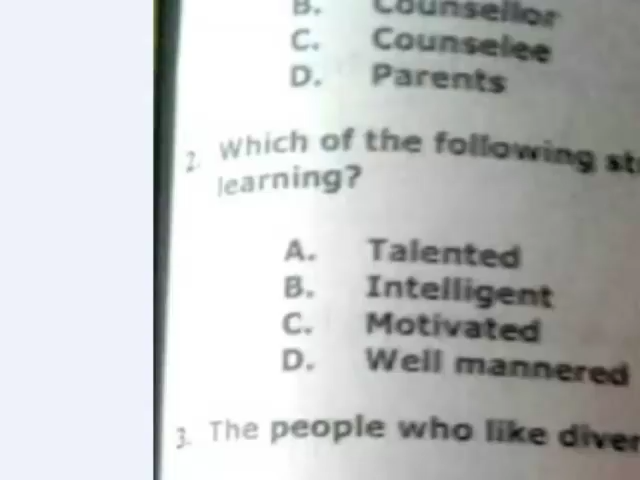 B. Counsellor
C. Counselee
D. Parents
2. Which of the following
learning?
A. Talented
B. Intelligent
C. Motivated
D. Well mannered
3. The people who like